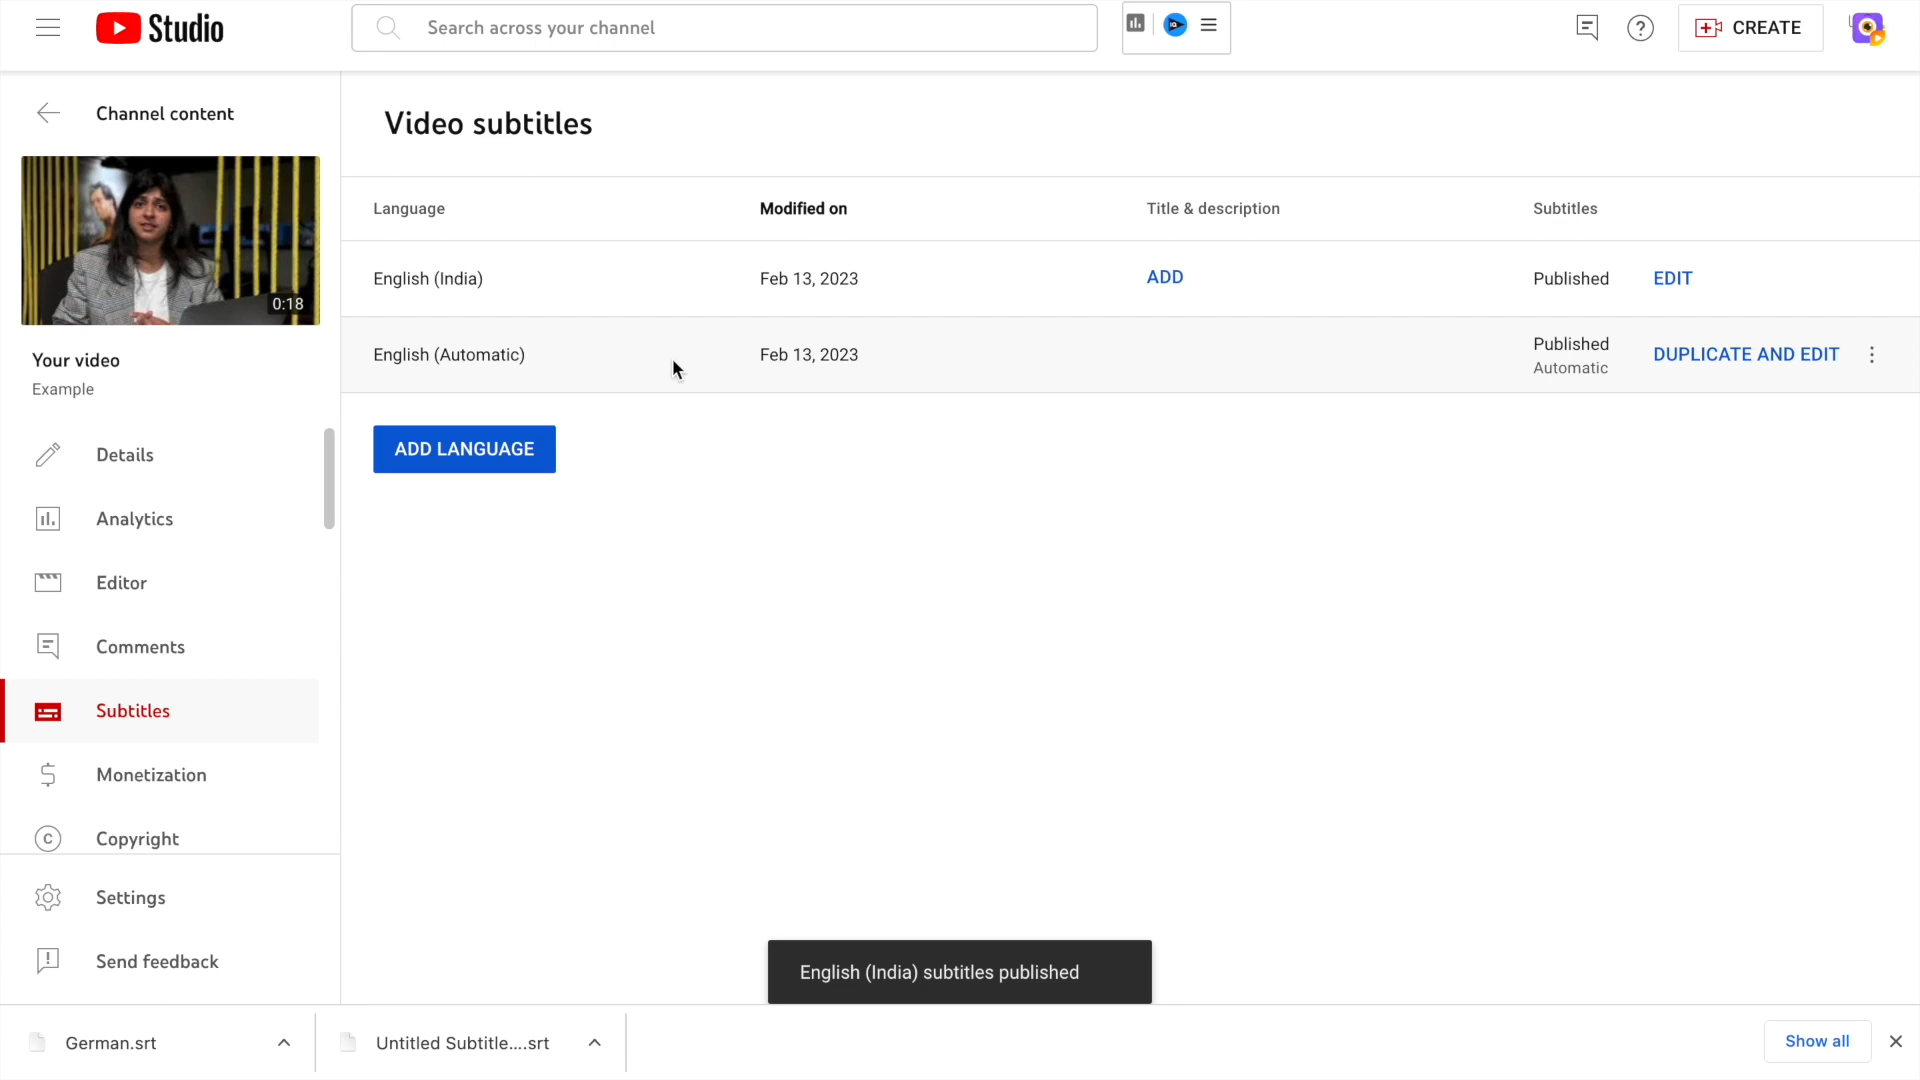 Studio
Search across your channel
CREATE
Channel content
0:18
Your video
Example
Details
Analytics
Editor
Comments
Subtitles
Monetization
Copyright
Settings
Send feedback
Video subtitles
Language Modified on Title & description Subtitles
English (India) Feb 13, 2023 ADD Published EDIT
English (Automatic) Feb 13, 2023 Published DUPLICATE AND EDIT
Automatic
ADD LANGUAGE
English (India) subtitles published
German.srt Untitled Subtitle....srt Show all